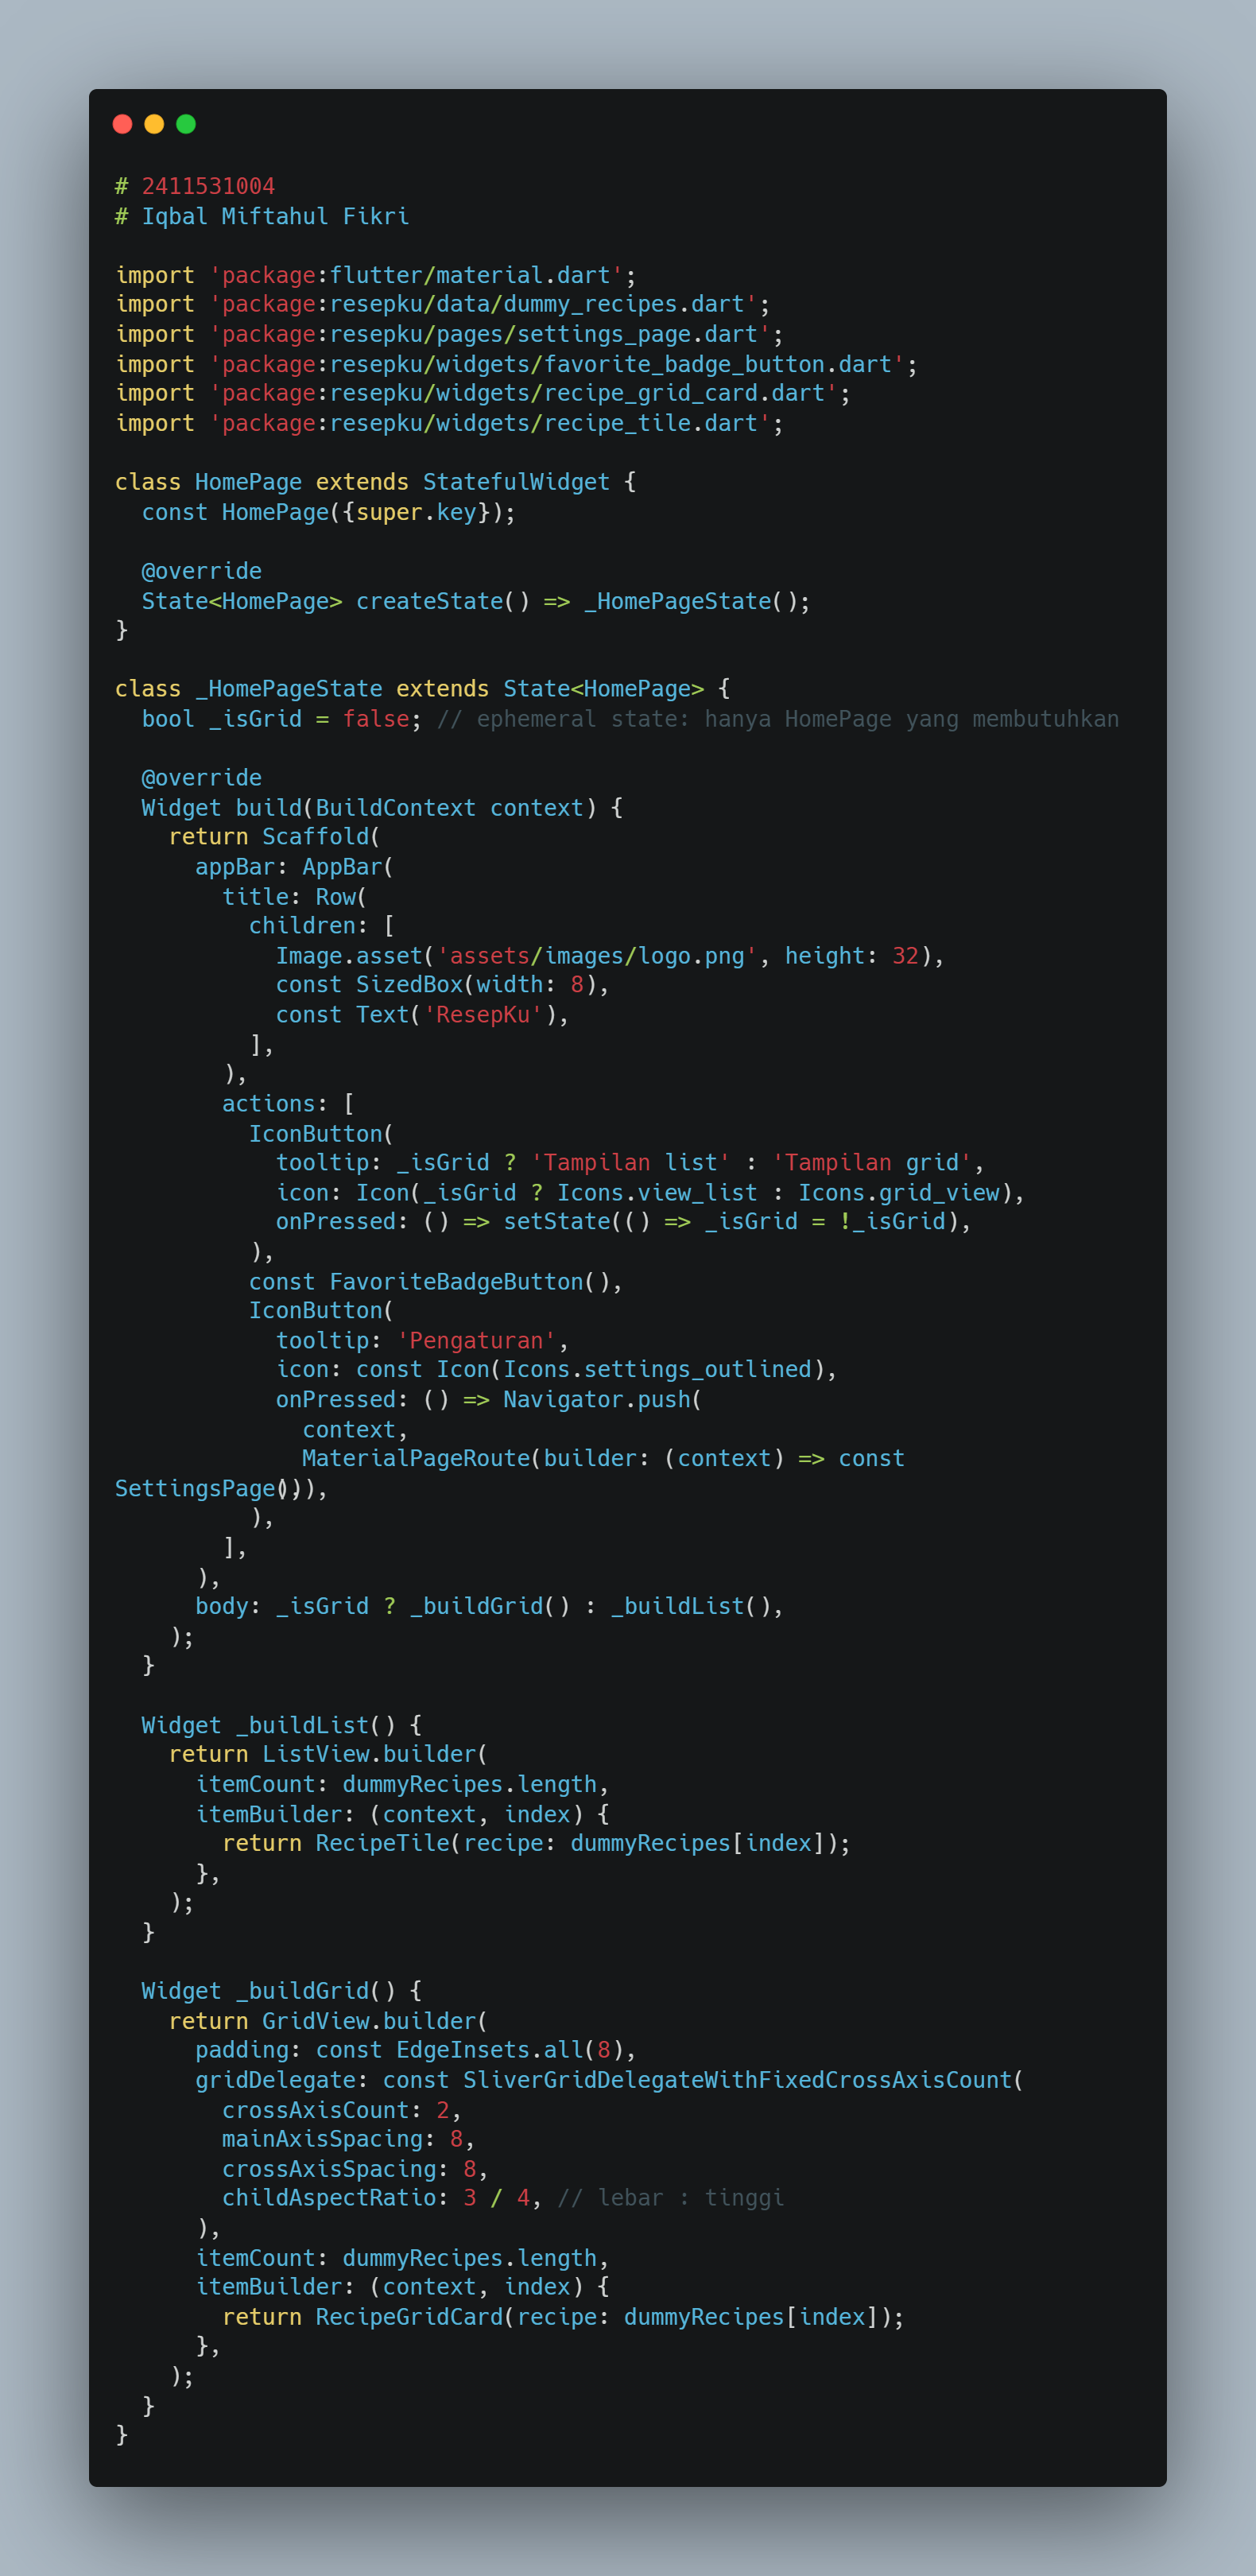 # 2411531004
# Iqbal Miftahul Fikri

import 'package:flutter/material.dart';
import 'package:resepku/data/dummy_recipes.dart';
import 'package:resepku/pages/settings_page.dart';
import 'package:resepku/widgets/favorite_badge_button.dart';
import 'package:resepku/widgets/recipe_grid_card.dart';
import 'package:resepku/widgets/recipe_tile.dart';

class HomePage extends StatefulWidget {
  const HomePage({super.key});

  @override
  State<HomePage> createState() => _HomePageState();
}

class _HomePageState extends State<HomePage> {
  bool _isGrid = false; // ephemeral state: hanya HomePage yang membutuhkan

  @override
  Widget build(BuildContext context) {
    return Scaffold(
      appBar: AppBar(
        title: Row(
          children: [
            Image.asset('assets/images/logo.png', height: 32),
            const SizedBox(width: 8),
            const Text('ResepKu'),
          ],
        ),
        actions: [
          IconButton(
            tooltip: _isGrid ? 'Tampilan list' : 'Tampilan grid',
            icon: Icon(_isGrid ? Icons.view_list : Icons.grid_view),
            onPressed: () => setState(() => _isGrid = !_isGrid),
          ),
          const FavoriteBadgeButton(),
          IconButton(
            tooltip: 'Pengaturan',
            icon: const Icon(Icons.settings_outlined),
            onPressed: () => Navigator.push(
              context,
              MaterialPageRoute(builder: (context) => const
SettingsPage()),
          ),
        ],
      ),
      body: _isGrid ? _buildGrid() : _buildList(),
    );
  }

  Widget _buildList() {
    return ListView.builder(
      itemCount: dummyRecipes.length,
      itemBuilder: (context, index) {
        return RecipeTile(recipe: dummyRecipes[index]);
      },
    );
  }

  Widget _buildGrid() {
    return GridView.builder(
      padding: const EdgeInsets.all(8),
      gridDelegate: const SliverGridDelegateWithFixedCrossAxisCount(
        crossAxisCount: 2,
        mainAxisSpacing: 8,
        crossAxisSpacing: 8,
        childAspectRatio: 3 / 4, // lebar : tinggi
      ),
      itemCount: dummyRecipes.length,
      itemBuilder: (context, index) {
        return RecipeGridCard(recipe: dummyRecipes[index]);
      },
    );
  }
}